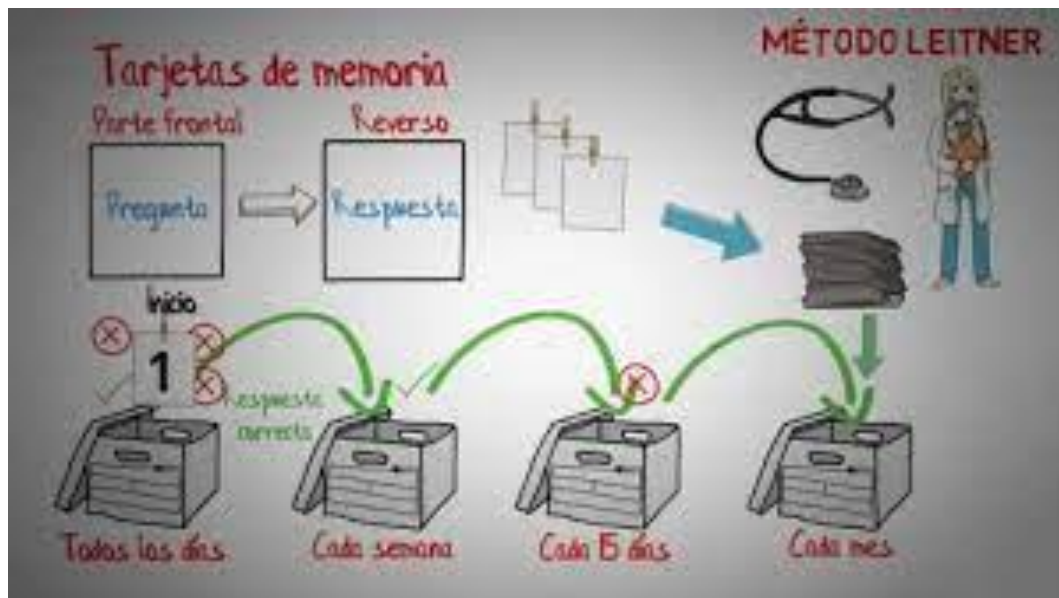 MÉTODO LEITNER
Tarjetas de memoria
Parte frontal
Reverso
Pregunta
Respuesta
Inicio
1
Respuesta
correcta
Todos los días
Cada semana
Cada 15 días
Cada mes